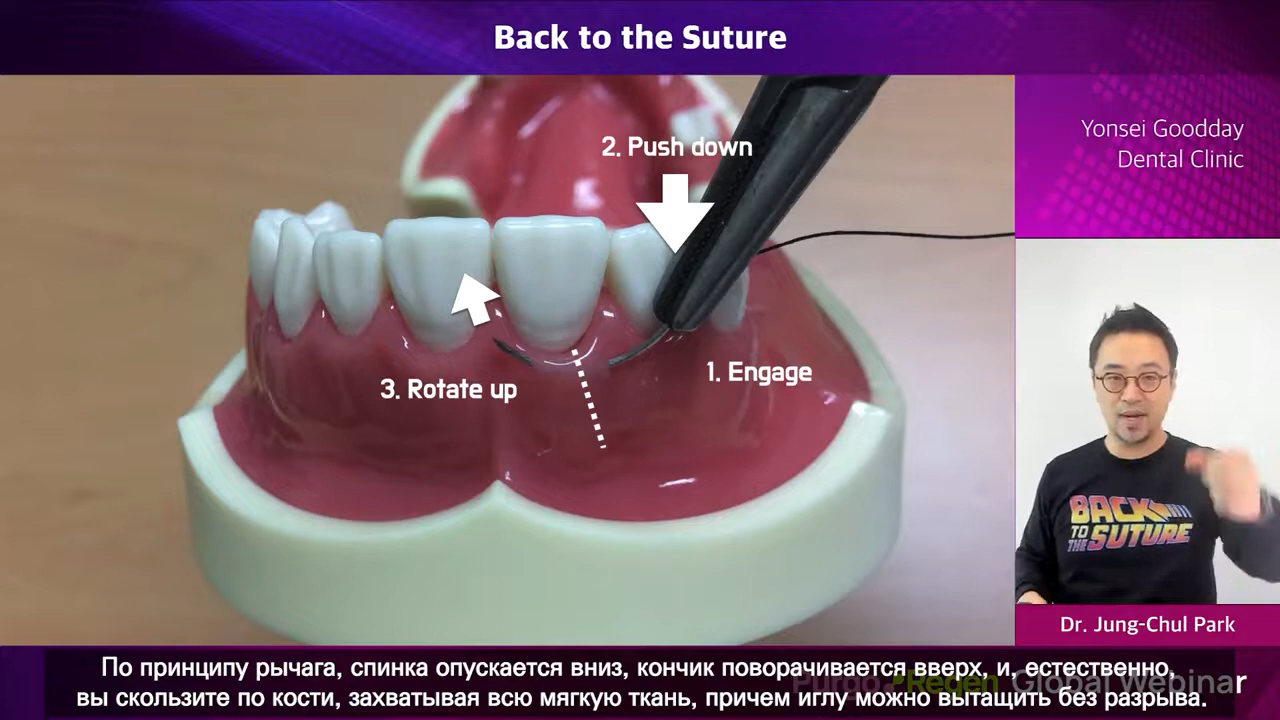 Back to the Suture
Yonsei Goodday
Dental Clinic
2. Push down
1. Engage
3. Rotate up
BACK
TO
THE SUTURE
Dr. Jung-Chul Park
По принципу рычага, спинка опускается вниз, кончик поворачивается вверх, и, естественно,
вы скользите по кости, захватывая всю мягкую ткань, причем иглу можно вытащить без разрыва.
Purgo Regen Global Webinar